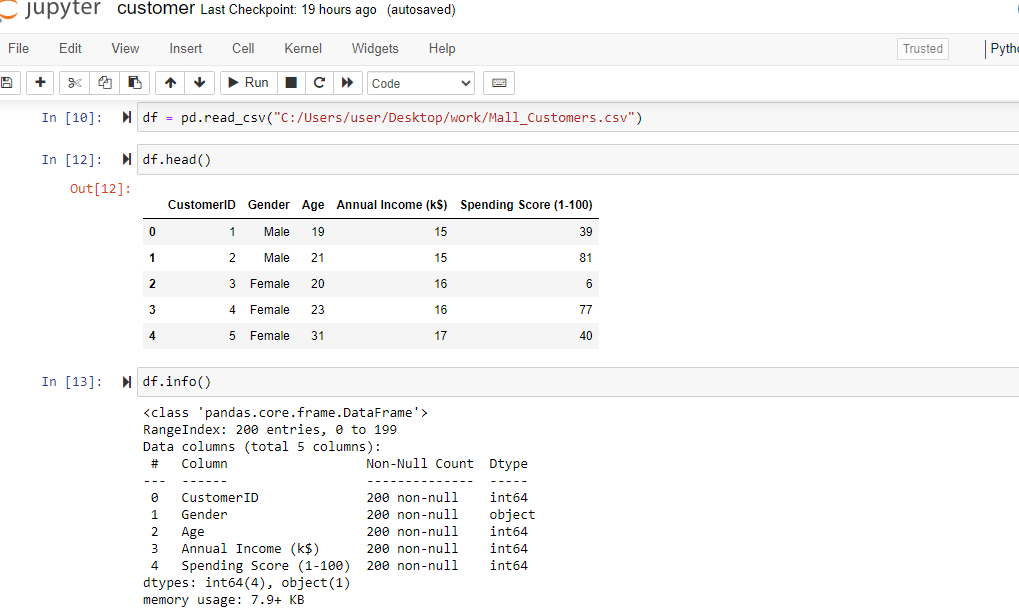 jupyter customer Last Checkpoint: 19 hours ago (autosaved)
File Edit View Insert Cell Kernel Widgets Help Trusted
Run Code
In [10]: df = pd.read_csv("C:/Users/user/Desktop/work/Mall_Customers.csv")
In [12]: df.head()
Out[12]:
CustomerID Gender Age Annual Income (k$) Spending Score (1-100)
0 1 Male 19 15 39
1 2 Male 21 15 81
2 3 Female 20 16 6
3 4 Female 23 16 77
4 5 Female 31 17 40
In [13]: df.info()
<class 'pandas.core.frame.DataFrame'>
RangeIndex: 200 entries, 0 to 199
Data columns (total 5 columns):
# Column Non-Null Count Dtype
--- ------ -------------- -----
0 CustomerID 200 non-null int64
1 Gender 200 non-null object
2 Age 200 non-null int64
3 Annual Income (k$) 200 non-null int64
4 Spending Score (1-100) 200 non-null int64
dtypes: int64(4), object(1)
memory usage: 7.9+ KB